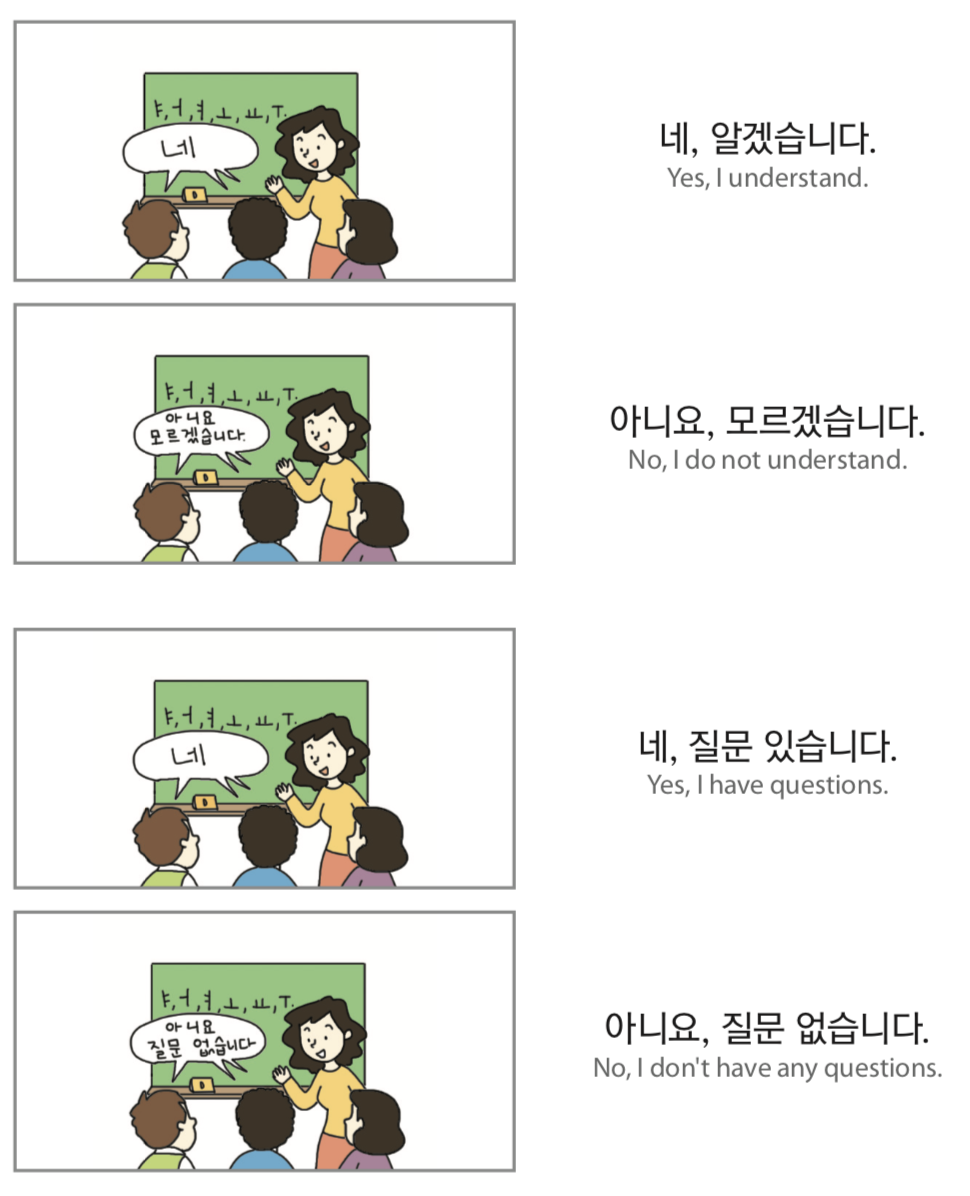 ㅑ,ㅓ,ㅕ,ㅗ,ㅛ,ㅜ.
네
네, 알겠습니다.
Yes, I understand.
ㅑ,ㅓ,ㅕ,ㅗ,ㅛ,ㅜ.
아니요
모르겠습니다.
아니요, 모르겠습니다.
No, I do not understand.
ㅑ,ㅓ,ㅕ,ㅗ,ㅛ,ㅜ.
네
네, 질문 있습니다.
Yes, I have questions.
ㅑ,ㅓ,ㅕ,ㅗ,ㅛ,ㅜ.
아니요
질문 없습니다
아니요, 질문 없습니다.
No, I don't have any questions.